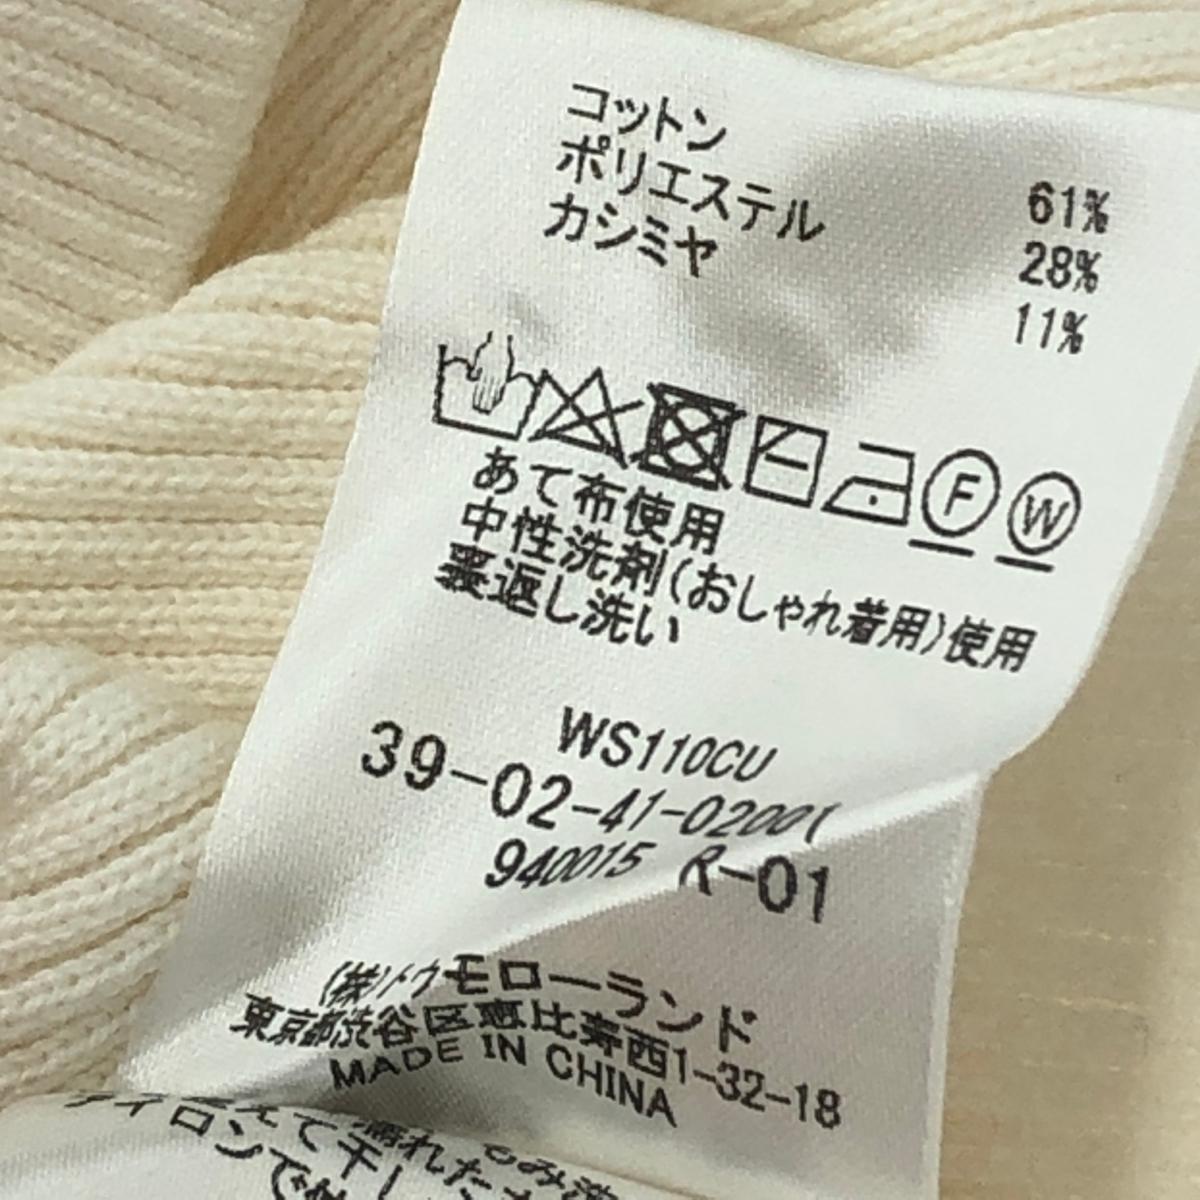 コットン 61%
ポリエステル 28%
カシミヤ 11%
F W
あて布使用
中性洗剤(おしゃれ着用)使用
裏返し洗い
WS110CU
39-02-41-02001
940015 R-01
(株)トウモローランド
東京都渋谷区恵比寿西1-32-18
MADE IN CHINA